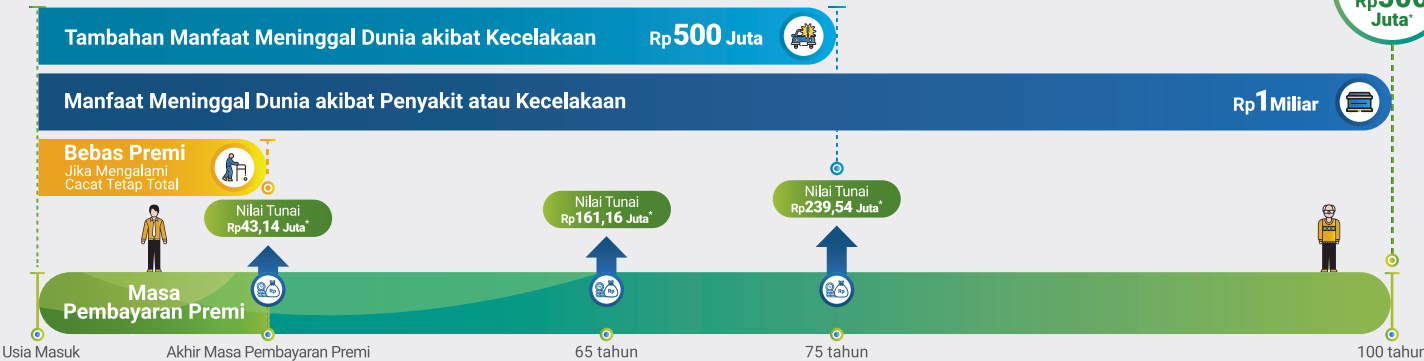 Rp500
Juta*
Tambahan Manfaat Meninggal Dunia akibat Kecelakaan Rp500 Juta
Manfaat Meninggal Dunia akibat Penyakit atau Kecelakaan Rp1Miliar
Bebas Premi
Jika Mengalami
Cacat Tetap Total
Nilai Tunai
Rp43,14 Juta*
Nilai Tunai
Rp161,16 Juta*
Nilai Tunai
Rp239,54 Juta*
Masa
Pembayaran Premi
Usia Masuk Akhir Masa Pembayaran Premi 65 tahun 75 tahun 100 tahun